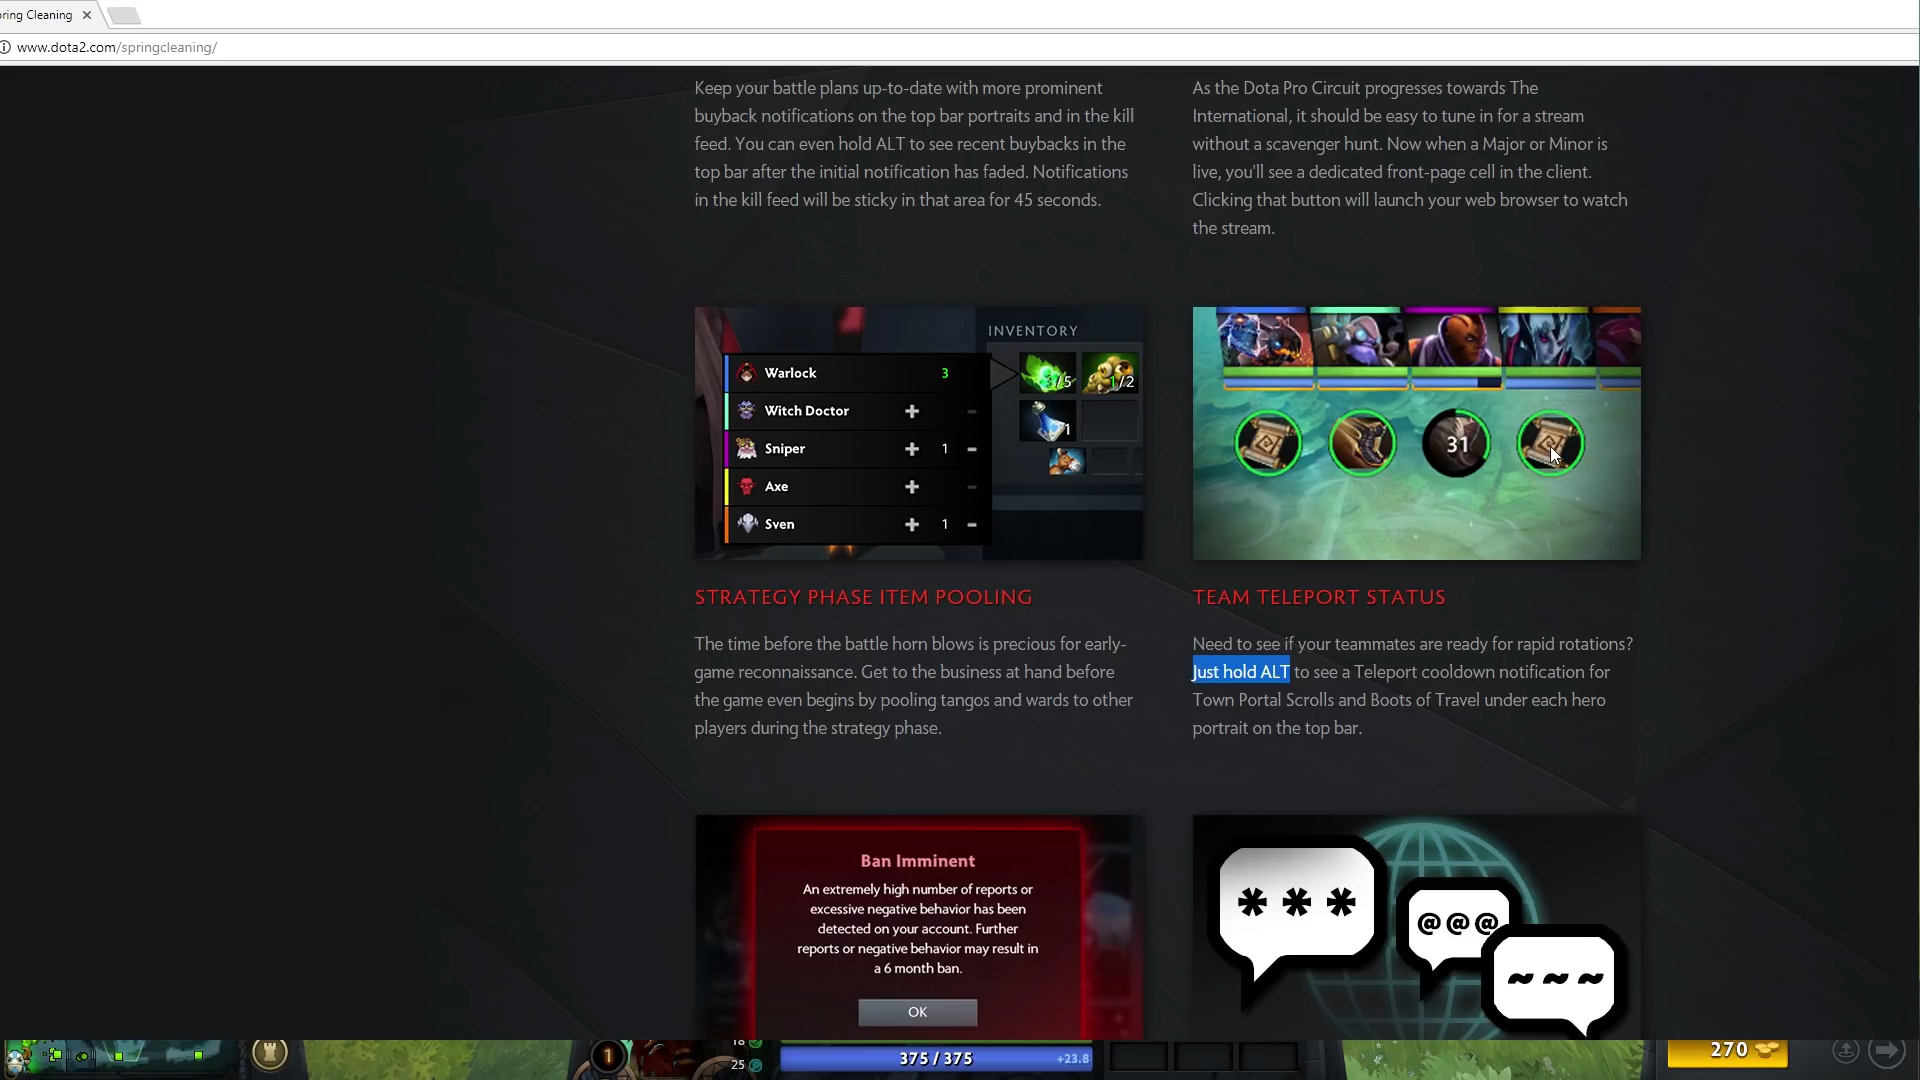 pring Cleaning
www.dota2.com/springcleaning/
Keep your battle plans up-to-date with more prominent
buyback notifications on the top bar portraits and in the kill
feed. You can even hold ALT to see recent buybacks in the
top bar after the initial notification has faded. Notifications
in the kill feed will be sticky in that area for 45 seconds.
As the Dota Pro Circuit progresses towards The
International, it should be easy to tune in for a stream
without a scavenger hunt. Now when a Major or Minor is
live, you'll see a dedicated front-page cell in the client.
Clicking that button will launch your web browser to watch
the stream.
INVENTORY
Warlock 3
3/5 1/2
Witch Doctor + -
1
Sniper + 1 -
Axe + -
Sven + 1 -
31
STRATEGY PHASE ITEM POOLING
The time before the battle horn blows is precious for early-
game reconnaissance. Get to the business at hand before
the game even begins by pooling tangos and wards to other
players during the strategy phase.
TEAM TELEPORT STATUS
Need to see if your teammates are ready for rapid rotations?
Just hold ALT to see a Teleport cooldown notification for
Town Portal Scrolls and Boots of Travel under each hero
portrait on the top bar.
Ban Imminent
An extremely high number of reports or
excessive negative behavior has been
detected on your account. Further
reports or negative behavior may result in
a 6 month ban.
OK
* * *
@@@
~ ~ ~
1
18
25
375 / 375 +23.8
270